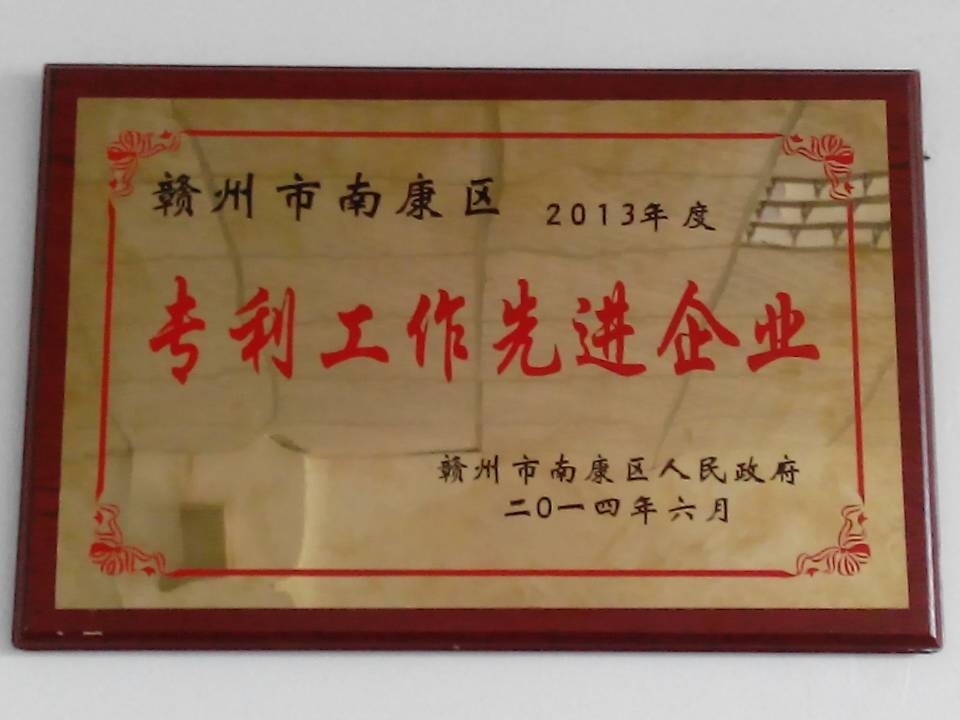 赣州市南康区 2013年度
专利工作先进企业
赣州市南康区人民政府
二〇一四年六月